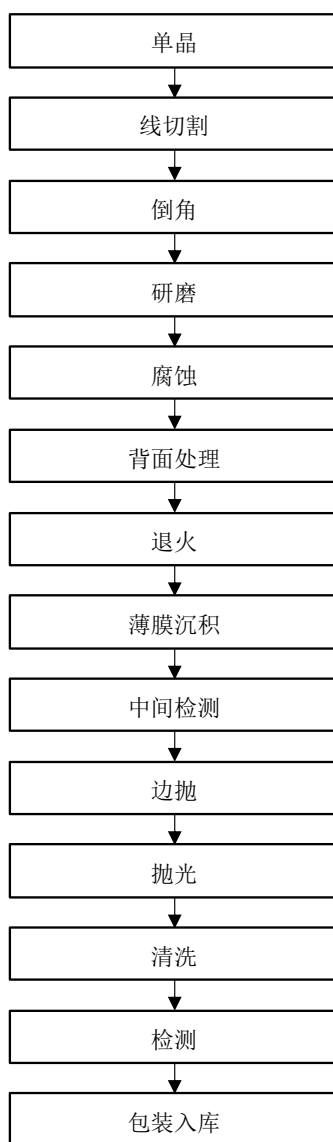 单晶
线切割
倒角
研磨
腐蚀
背面处理
退火
薄膜沉积
中间检测
边抛
抛光
清洗
检测
包装入库